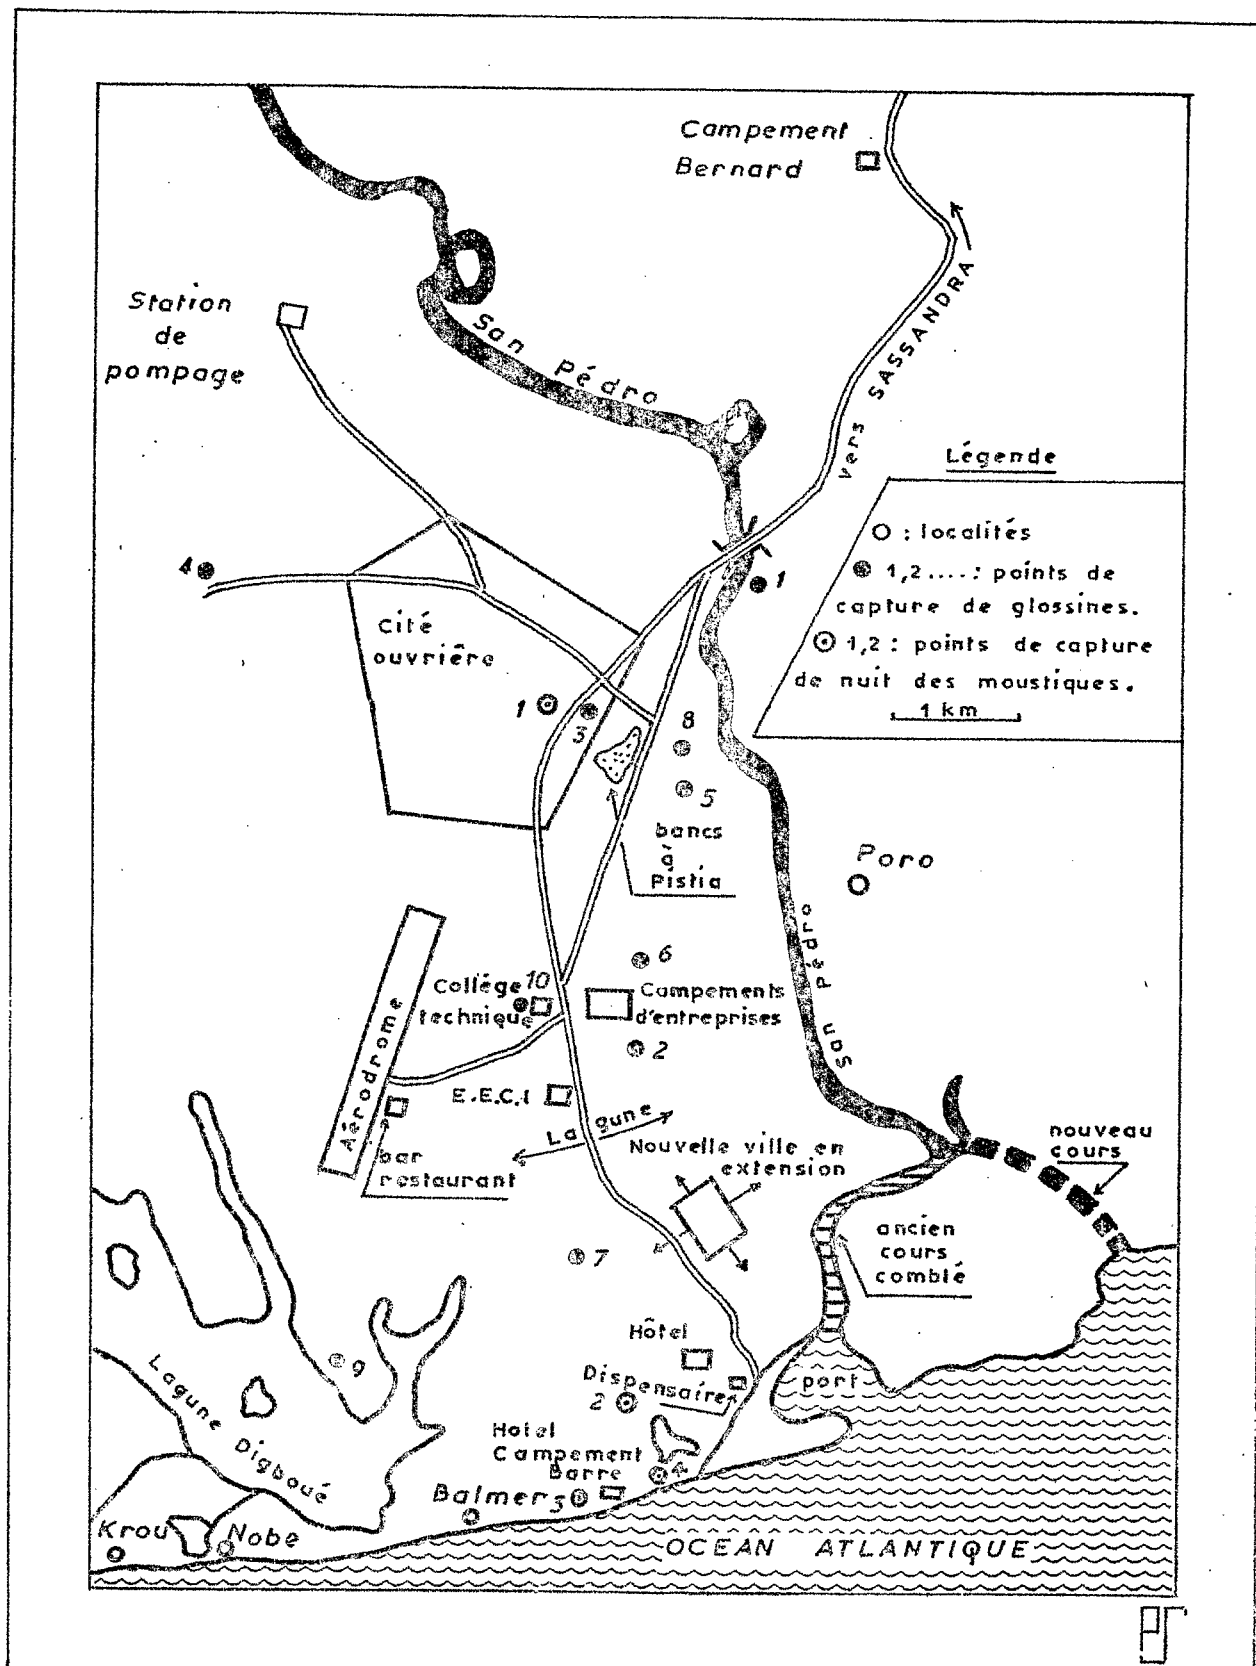 Campement
Bernard
Station
de
pompage
San Pédro
vers SASSANDRA
Légende
O : localités
1,2....: points de
capture de glossines.
1,2 : points de capture
de nuit des moustiques.
1 km
4
1
Cité
ouvrière
1
3
8
5
bancs
à
Pistia
Poro
San Pédro
6
Collège 10
technique
Campements
d'entreprises
2
Aérodrome
E.E.C.I
Lagune
bar
restaurant
Nouvelle ville en
extension
nouveau
cours
ancien
cours
comblé
7
Hôtel
Dispensaire
2
port
9
Lagune Digboué
Hotel
Campement
Barre
4
Balmer
3
Krou
Nobe
OCEAN ATLANTIQUE